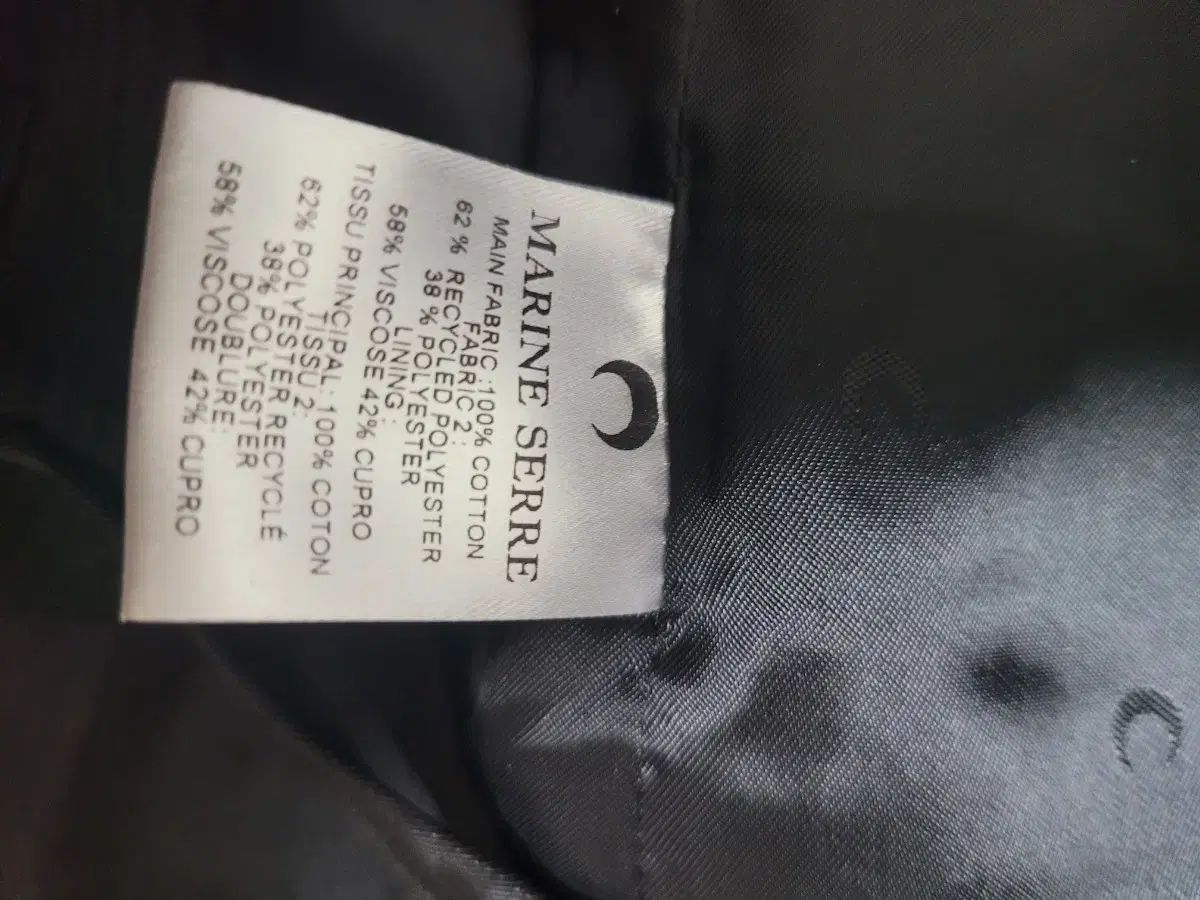 MARINE SERRE
MAIN FABRIC :100% COTTON
FABRIC 2 :
62 % RECYCLED POLYESTER
38 % POLYESTER
LINING :
58% VISCOSE 42% CUPRO
TISSU PRINCIPAL: 100% COTON
TISSU 2:
62% POLYESTER RECYCLÉ
38% POLYESTER
DOUBLURE:
58% VISCOSE 42% CUPRO